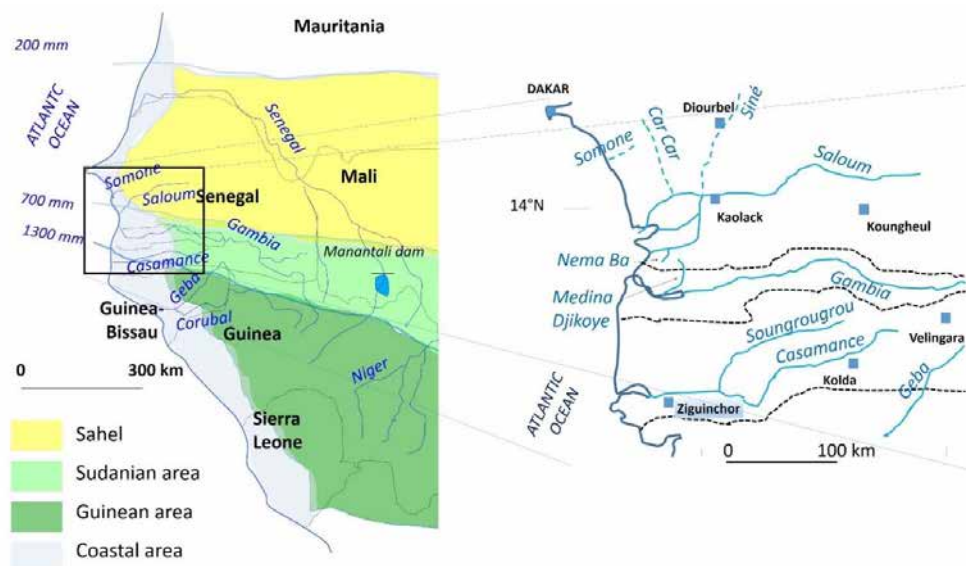 Mauritania
200 mm
ATLANTC
OCEAN
Senegal
Mali
Somone
Saloum
Senegal
700 mm
1300 mm
Gambia
Manantali dam
Casamance
Geba
Guinea-
Bissau
Corubal
Guinea
Niger
0 300 km
Sierra
Leone
Sahel
Sudanian area
Guinean area
Coastal area
DAKAR
Diourbel
Somone
Car Car
Siné
Saloum
14°N
Kaolack
Koungheul
Nema Ba
Medina
Djikoye
Gambia
Soungrougrou
Velingara
Casamance
Kolda
Geba
ATLANTIC
OCEAN
Ziguinchor
0 100 km